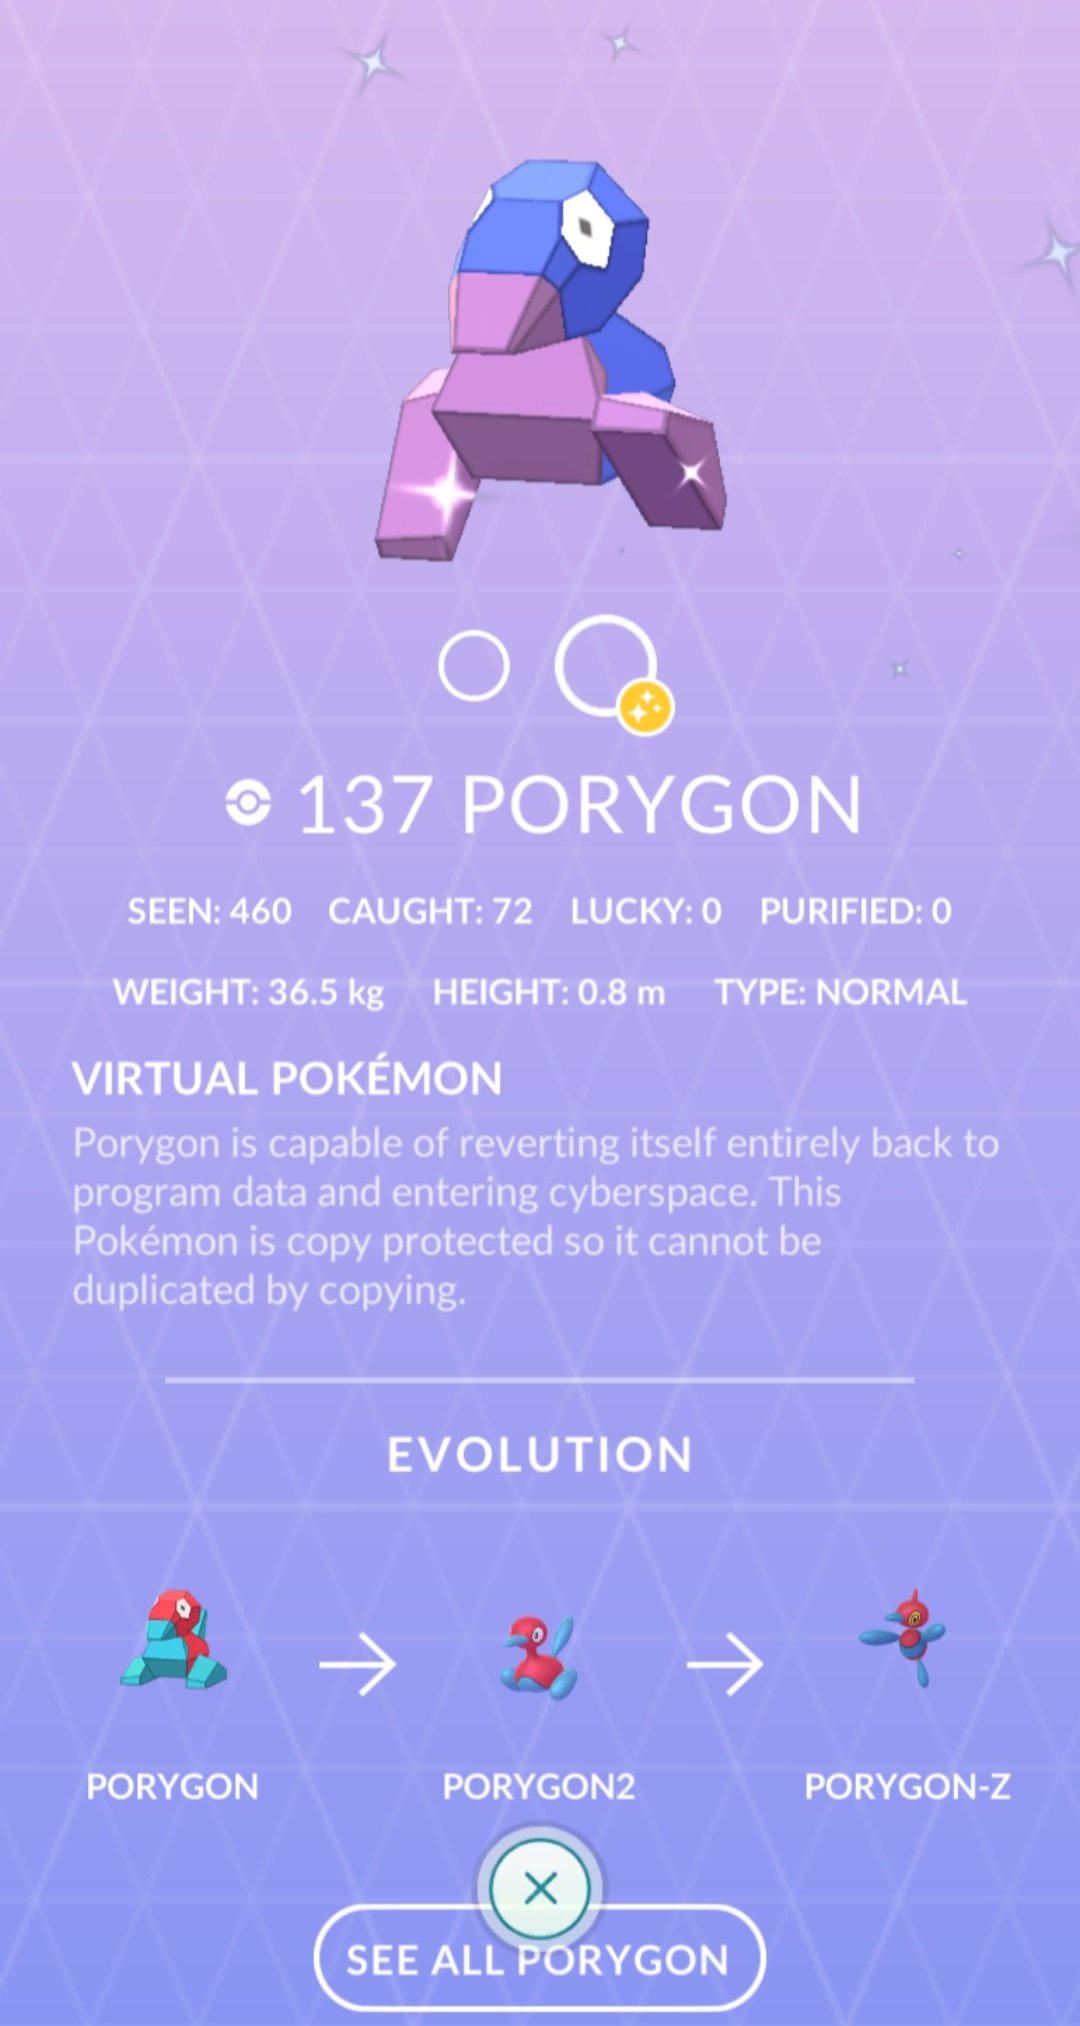 137 PORYGON
SEEN: 460 CAUGHT: 72 LUCKY: 0 PURIFIED: 0
WEIGHT: 36.5 kg HEIGHT: 0.8 m TYPE: NORMAL
VIRTUAL POKÉMON
Porygon is capable of reverting itself entirely back to
program data and entering cyberspace. This
Pokémon is copy protected so it cannot be
duplicated by copying.
EVOLUTION
PORYGON PORYGON2 PORYGON-Z
SEE ALL PORYGON